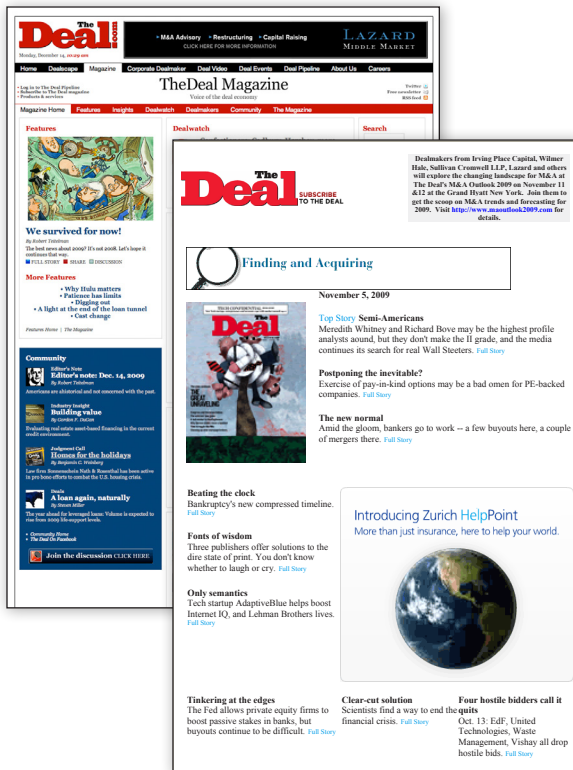 The
Deal
.com
Monday, December 14, 10:29 am
• M&A Advisory • Restructuring • Capital Raising
CLICK HERE FOR MORE INFORMATION
LAZARD
MIDDLE MARKET
Home Dealscape Magazine Corporate Dealmaker Deal Video Deal Events Deal Pipeline About Us Careers
• Log in to The Deal Pipeline
• Subscribe to The Deal magazine
• Products & services
TheDeal Magazine
Voice of the deal economy
Twitter
Free newsletter
RSS feed
Magazine Home Features Insights Dealwatch Dealmakers Community The Magazine
Features
Dealwatch
Search
We survived for now!
By Robert Teitelman
The best news about 2009? It's not 2008. Let's hope it
continues that way.
FULL STORY SHARE DISCUSSION
More Features
• Why Hulu matters
• Patience has limits
• Digging out
• A light at the end of the loan tunnel
• Cast change
Features Home | The Magazine
Community
Editor's Note
Editor's note: Dec. 14, 2009
By Robert Teitelman
Americans are ahistorical and not concerned with the past.
Industry Insight
Building value
By Gordon F. DuGan
Evaluating real estate asset-based financing in the current
credit environment.
Judgment Call
Homes for the holidays
By Benjamin G. Weinberg
Law firm Sonnenschein Nath & Rosenthal has been active
in pro bono efforts to combat the U.S. housing crisis.
Deals
A loan again, naturally
By Steven Miller
The year ahead for leveraged loans: Volume is expected to
rise from 2009 life-support levels.
• Community Home
• The Deal On Facebook
Join the discussion CLICK HERE
The
Deal
SUBSCRIBE
TO THE DEAL
Dealmakers from Irving Place Capital, Wilmer
Hale, Sullivan Cromwell LLP, Lazard and others
will explore the changing landscape for M&A at
The Deal's M&A Outlook 2009 on November 11
&12 at the Grand Hyatt New York. Join them to
get the scoop on M&A trends and forecasting for
2009. Visit http://www.maoutlook2009.com for
details.
Finding and Acquiring
The
Deal
THE
GREAT
UNRAVELING
November 5, 2009
Top Story Semi-Americans
Meredith Whitney and Richard Bove may be the highest profile
analysts aound, but they don't make the II grade, and the media
continues its search for real Wall Steeters. Full Story
Postponing the inevitable?
Exercise of pay-in-kind options may be a bad omen for PE-backed
companies. Full Story
The new normal
Amid the gloom, bankers go to work -- a few buyouts here, a couple
of mergers there. Full Story
Beating the clock
Bankruptcy's new compressed timeline.
Full Story
Fonts of wisdom
Three publishers offer solutions to the
dire state of print. You don't know
whether to laugh or cry. Full Story
Only semantics
Tech startup AdaptiveBlue helps boost
Internet IQ, and Lehman Brothers lives.
Full Story
Introducing Zurich HelpPoint
More than just insurance, here to help your world.
Tinkering at the edges
The Fed allows private equity firms to
boost passive stakes in banks, but
buyouts continue to be difficult. Full Story
Clear-cut solution
Scientists find a way to end the
financial crisis. Full Story
Four hostile bidders call it
quits
Oct. 13: EdF, United
Technologies, Waste
Management, Vishay all drop
hostile bids. Full Story